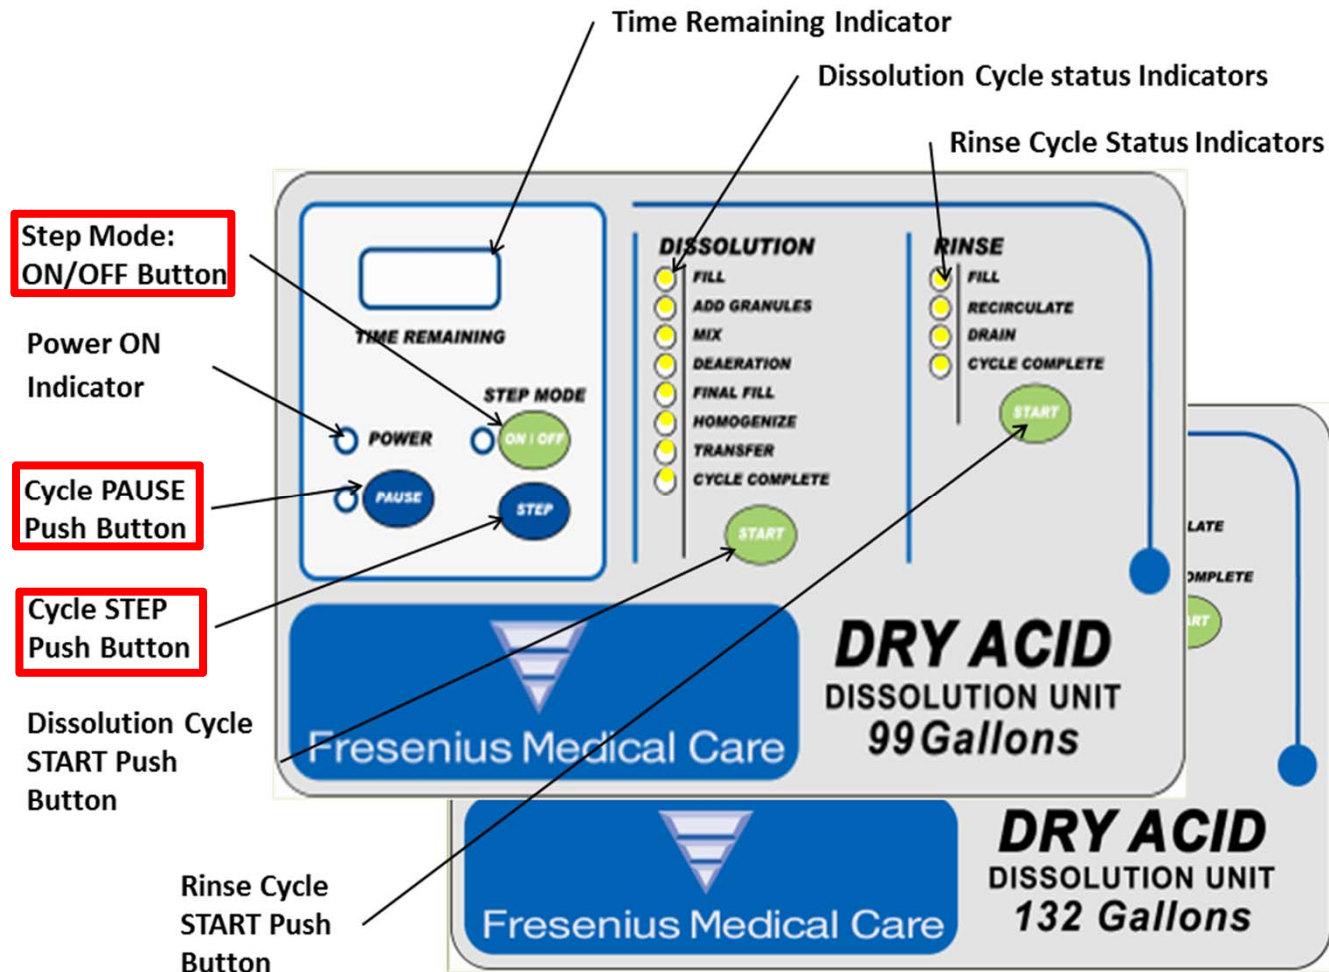 Time Remaining Indicator
Dissolution Cycle status Indicators
Rinse Cycle Status Indicators
Step Mode:
ON/OFF Button
Power ON
Indicator
Cycle PAUSE
Push Button
Cycle STEP
Push Button
Dissolution Cycle
START Push
Button
Rinse Cycle
START Push
Button
TIME REMAINING
STEP MODE
POWER
ON | OFF
PAUSE
STEP
DISSOLUTION
FILL
ADD GRANULES
MIX
DEAERATION
FINAL FILL
HOMOGENIZE
TRANSFER
CYCLE COMPLETE
START
RINSE
FILL
RECIRCULATE
DRAIN
CYCLE COMPLETE
START
Fresenius Medical Care
DRY ACID
DISSOLUTION UNIT
99 Gallons
LATE
OMPLETE
ART
Fresenius Medical Care
DRY ACID
DISSOLUTION UNIT
132 Gallons